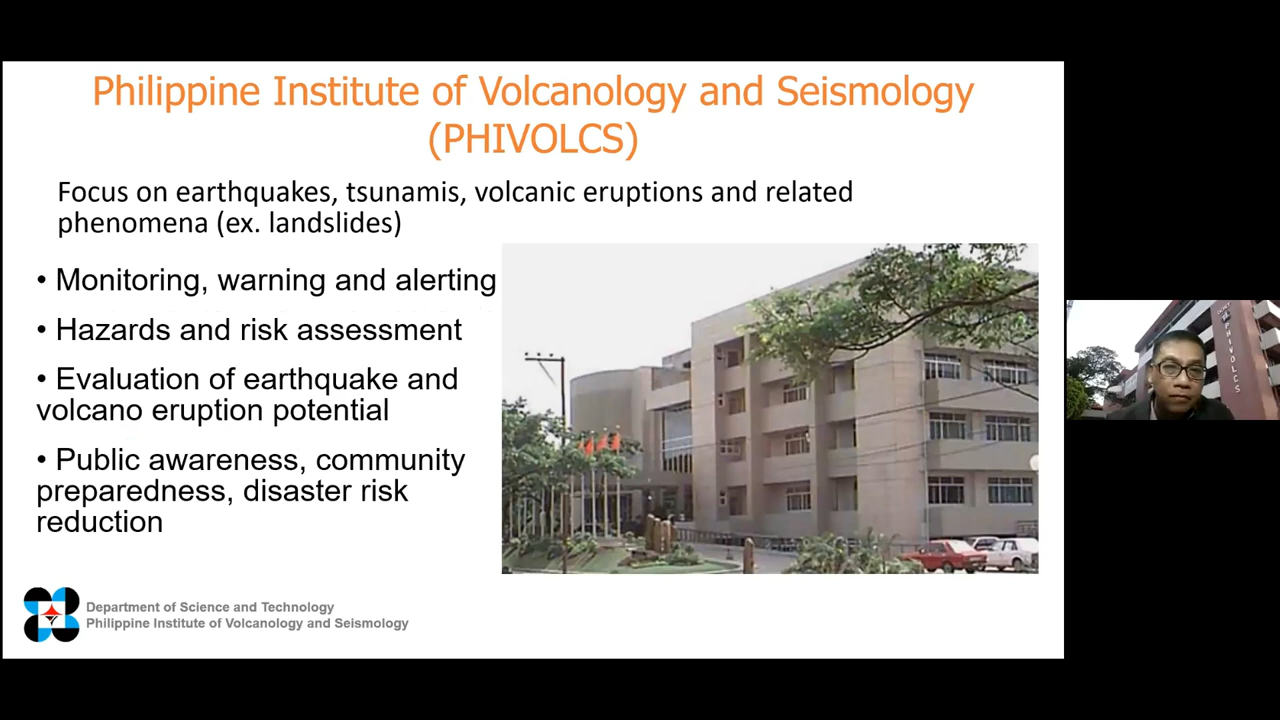 Philippine Institute of Volcanology and Seismology
(PHIVOLCS)
Focus on earthquakes, tsunamis, volcanic eruptions and related
phenomena (ex. landslides)
• Monitoring, warning and alerting
• Hazards and risk assessment
• Evaluation of earthquake and
volcano eruption potential
• Public awareness, community
preparedness, disaster risk
reduction
Department of Science and Technology
Philippine Institute of Volcanology and Seismology
PHIVOLCS